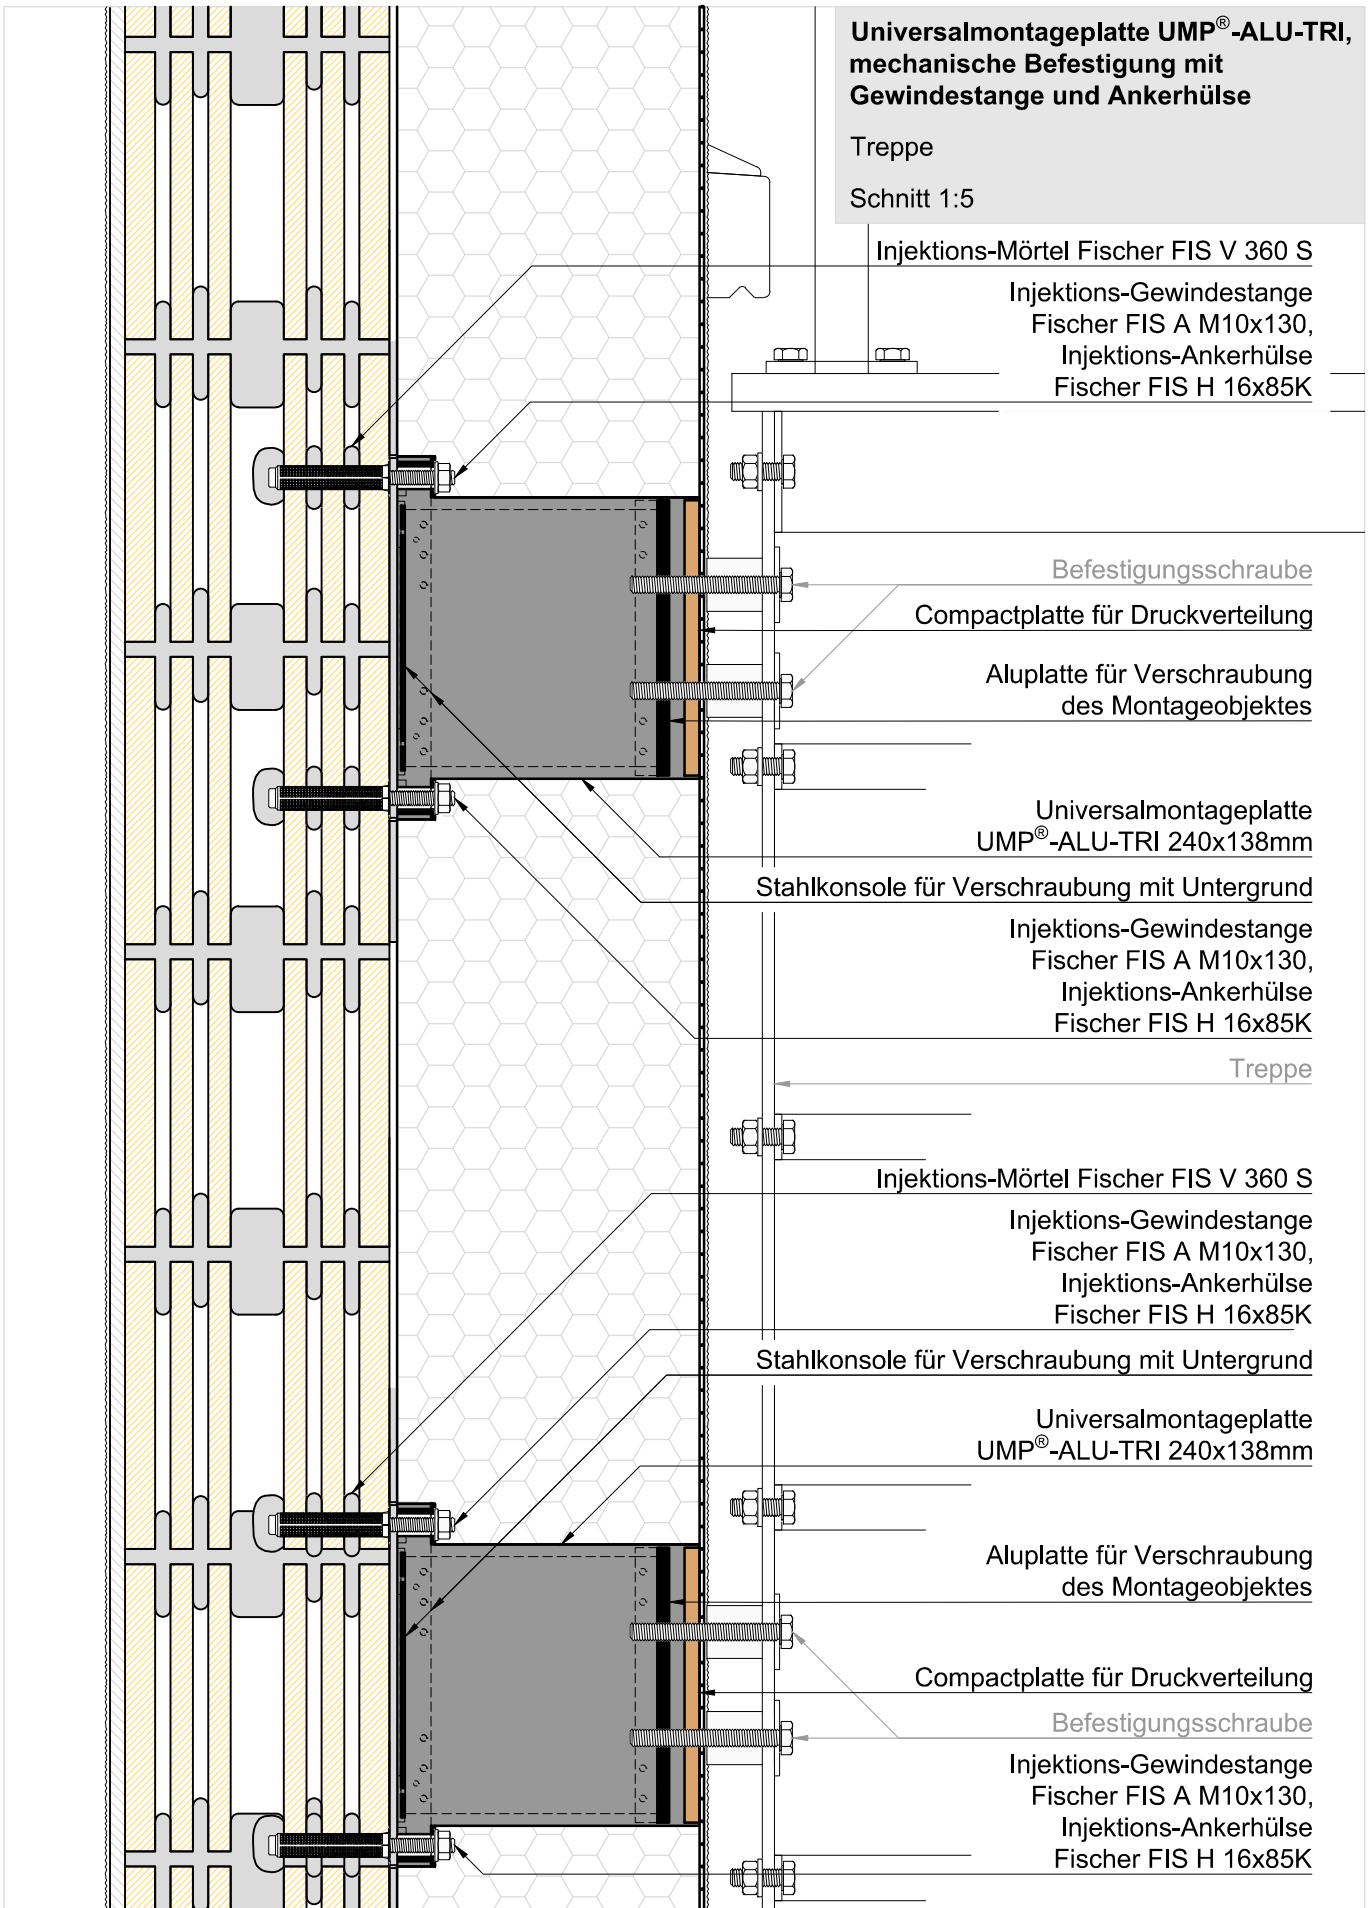 Universalmontageplatte UMP®-ALU-TRI,
mechanische Befestigung mit
Gewindestange und Ankerhülse
Treppe
Schnitt 1:5
Injektions-Mörtel Fischer FIS V 360 S
Injektions-Gewindestange
Fischer FIS A M10x130,
Injektions-Ankerhülse
Fischer FIS H 16x85K
Befestigungsschraube
Compactplatte für Druckverteilung
Aluplatte für Verschraubung
des Montageobjektes
Universalmontageplatte
UMP®-ALU-TRI 240x138mm
Stahlkonsole für Verschraubung mit Untergrund
Injektions-Gewindestange
Fischer FIS A M10x130,
Injektions-Ankerhülse
Fischer FIS H 16x85K
Treppe
Injektions-Mörtel Fischer FIS V 360 S
Injektions-Gewindestange
Fischer FIS A M10x130,
Injektions-Ankerhülse
Fischer FIS H 16x85K
Stahlkonsole für Verschraubung mit Untergrund
Universalmontageplatte
UMP®-ALU-TRI 240x138mm
Aluplatte für Verschraubung
des Montageobjektes
Compactplatte für Druckverteilung
Befestigungsschraube
Injektions-Gewindestange
Fischer FIS A M10x130,
Injektions-Ankerhülse
Fischer FIS H 16x85K